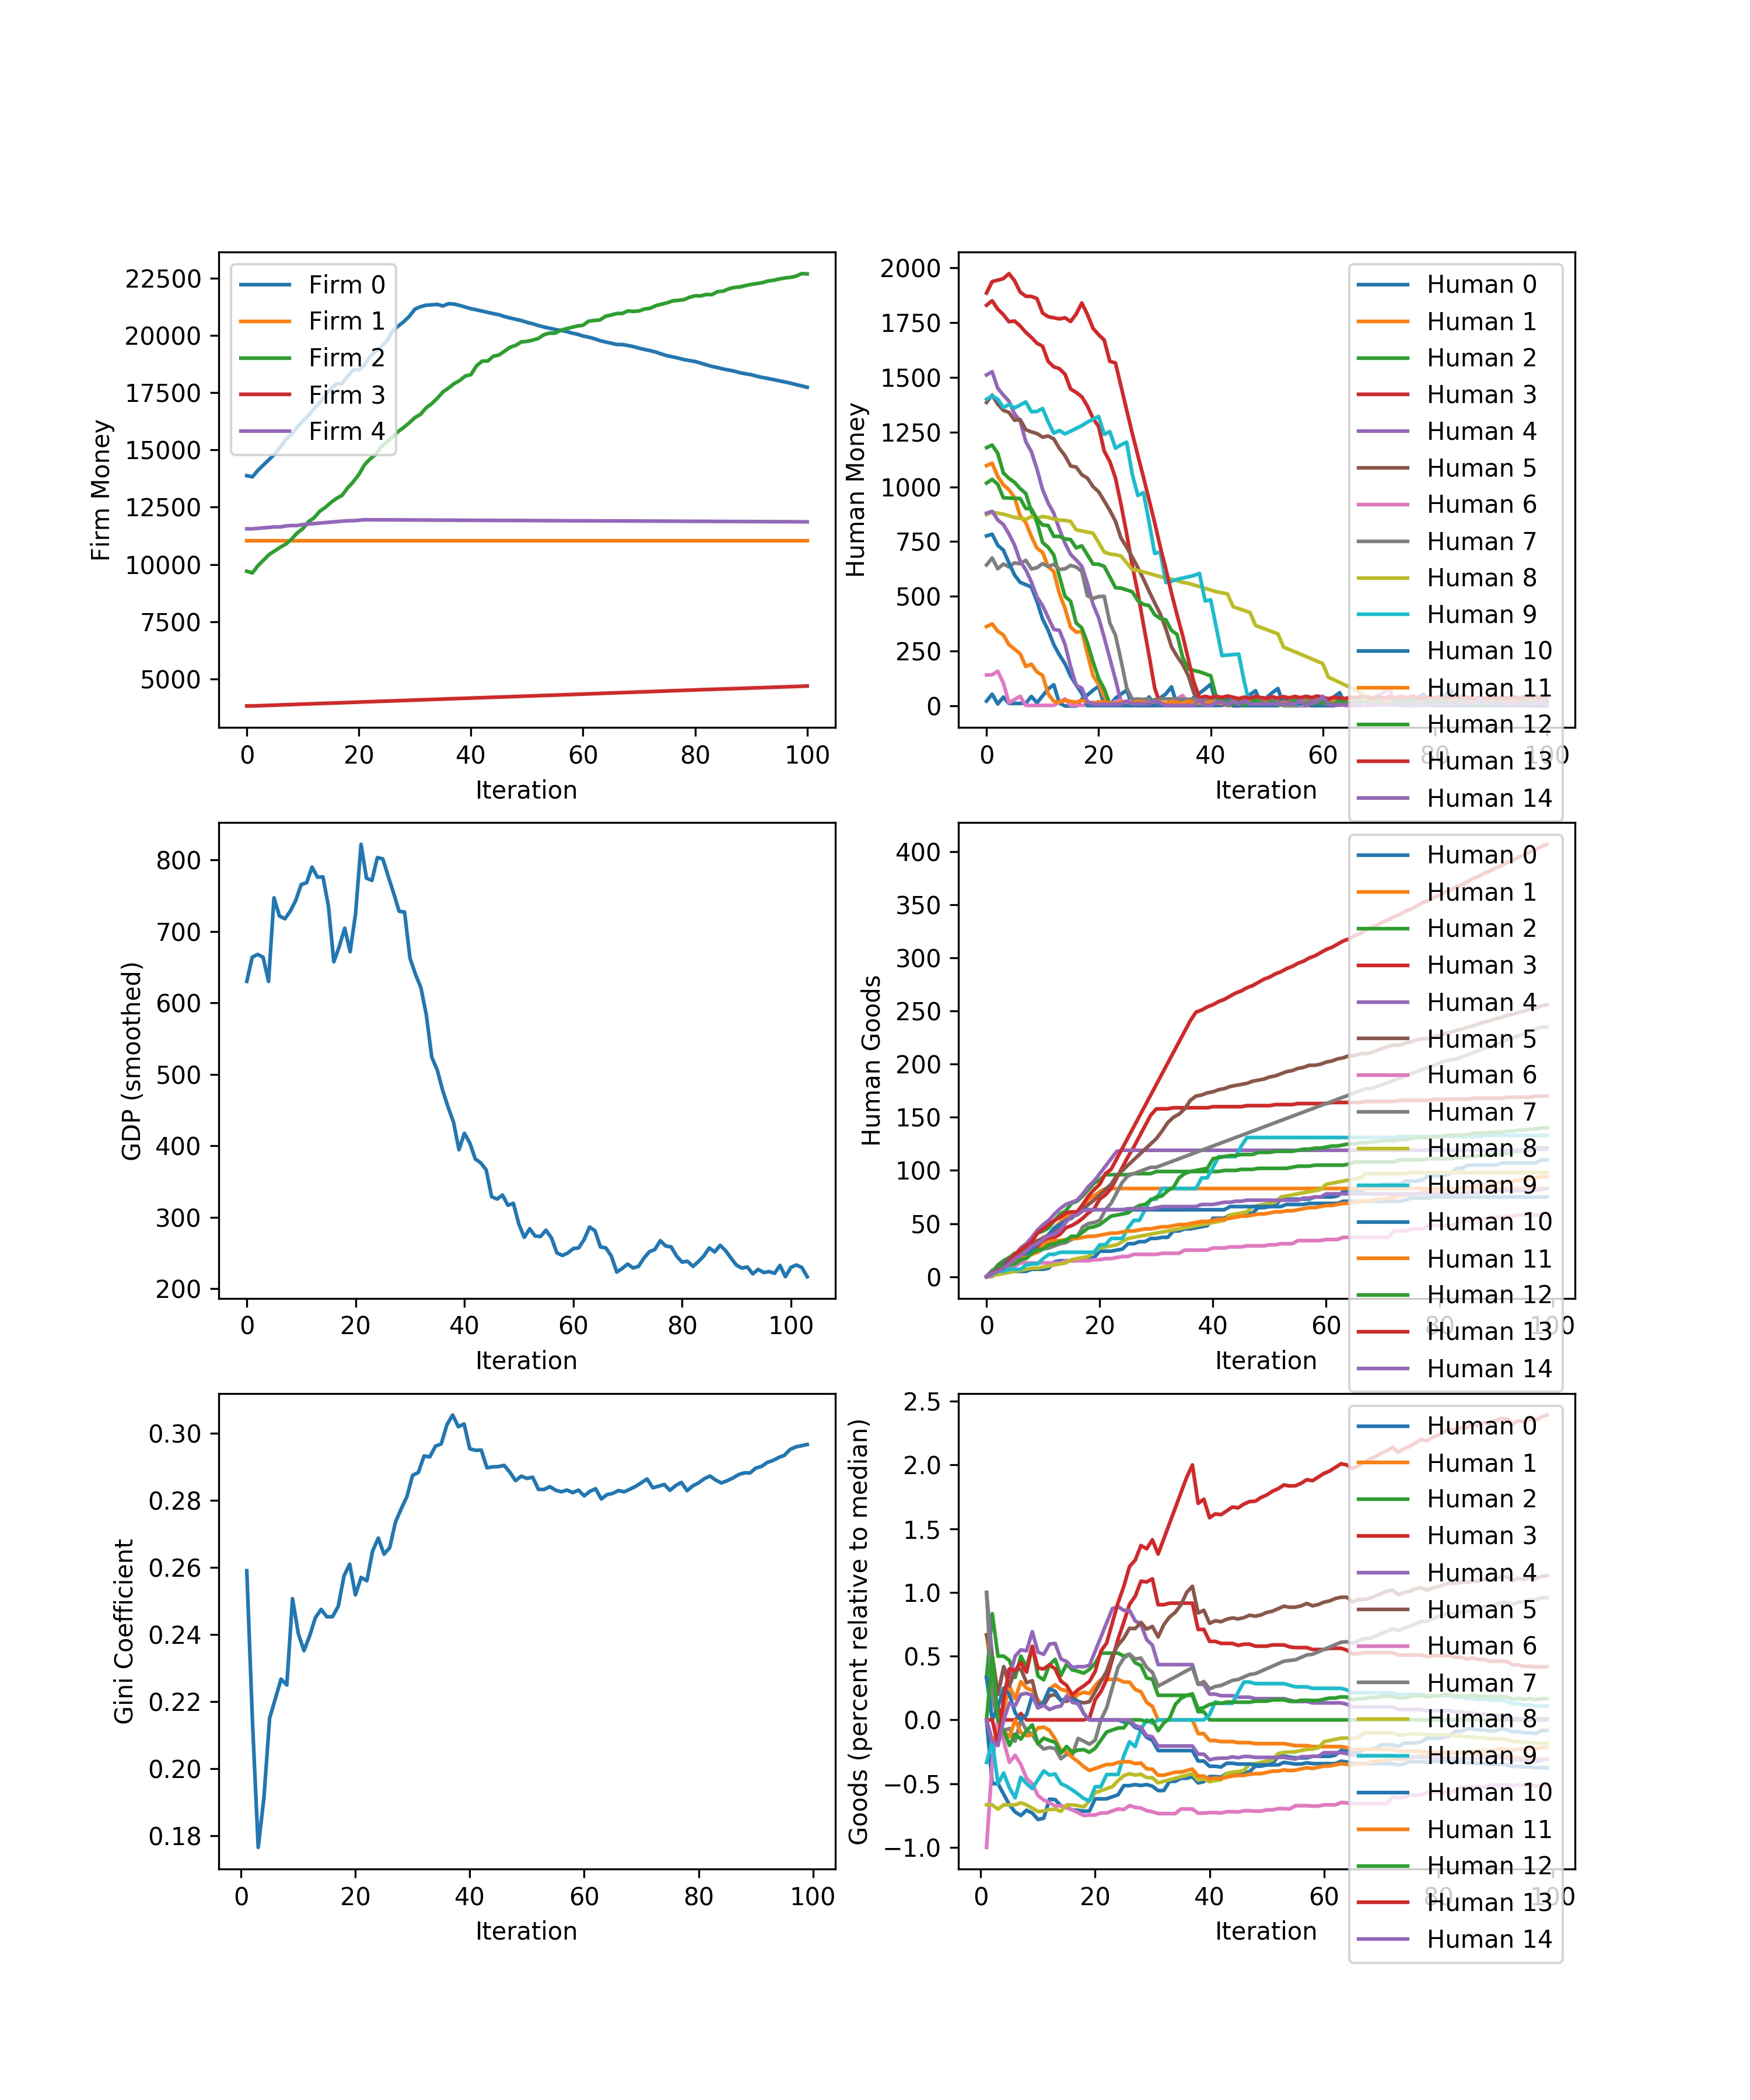 22500
20000
17500
15000
12500
10000
7500
5000
Firm Money
Firm 0
Firm 1
Firm 2
Firm 3
Firm 4
0 20 40 60 80 100
Iteration
2000
1750
1500
1250
1000
750
500
250
0
Human Money
Human 0
Human 1
Human 2
Human 3
Human 4
Human 5
Human 6
Human 7
Human 8
Human 9
Human 10
Human 11
Human 12
Human 13
Human 14
0 20 40 60 80 100
Iteration
800
700
600
500
400
300
200
GDP (smoothed)
0 20 40 60 80 100
Iteration
400
350
300
250
200
150
100
50
0
Human Goods
Human 0
Human 1
Human 2
Human 3
Human 4
Human 5
Human 6
Human 7
Human 8
Human 9
Human 10
Human 11
Human 12
Human 13
Human 14
0 20 40 60 80 100
Iteration
0.30
0.28
0.26
0.24
0.22
0.20
0.18
Gini Coefficient
0 20 40 60 80 100
Iteration
2.5
2.0
1.5
1.0
0.5
0.0
−0.5
−1.0
Goods (percent relative to median)
Human 0
Human 1
Human 2
Human 3
Human 4
Human 5
Human 6
Human 7
Human 8
Human 9
Human 10
Human 11
Human 12
Human 13
Human 14
0 20 40 60 80 100
Iteration